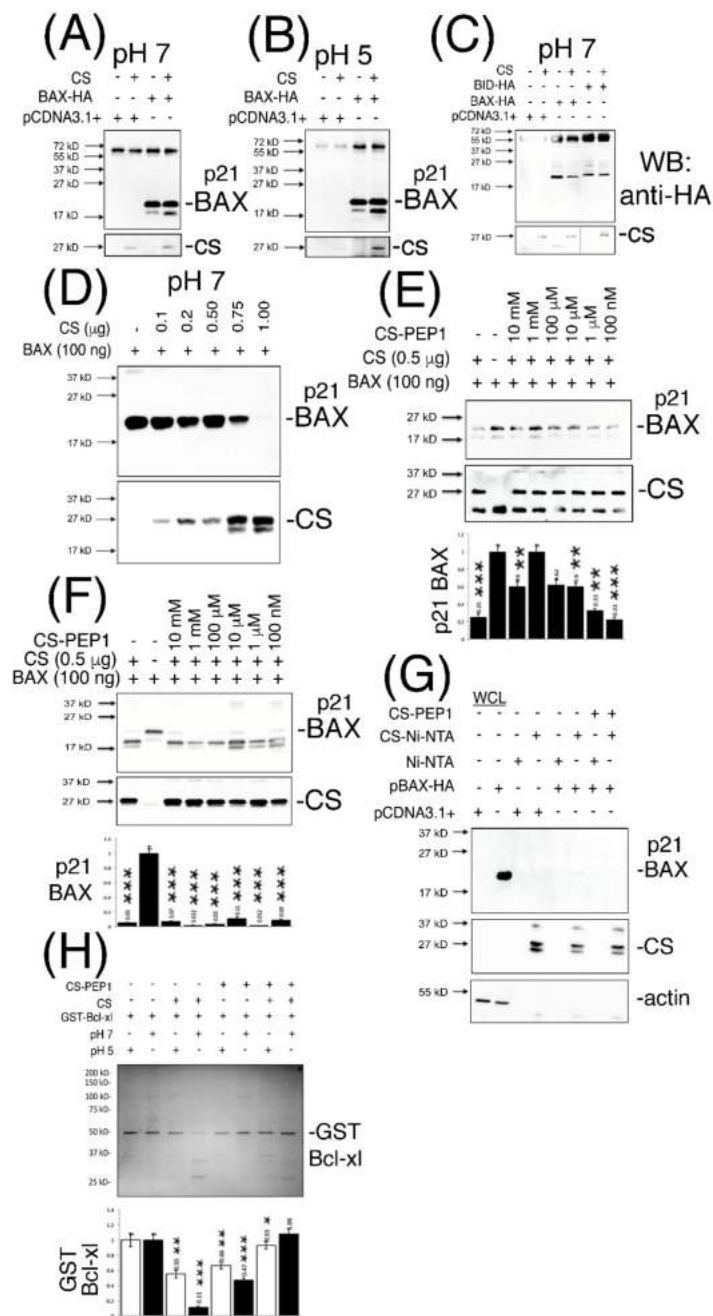 (A) pH 7
CS - + - +
BAX-HA - - + +
pCDNA3.1+ + + - -
72 kD
55 kD
37 kD
27 kD
17 kD
p21
-BAX
27 kD
-CS
(B) pH 5
CS - + - +
BAX-HA - - + +
pCDNA3.1+ + + - -
72 kD
55 kD
37 kD
27 kD
17 kD
p21
-BAX
27 kD
-CS
(C) pH 7
CS - + - + - +
BID-HA - - - - + +
BAX-HA - - + + - -
pCDNA3.1+ + + - - - -
72 kD
55 kD
37 kD
27 kD
17 kD
WB:
anti-HA
27 kD
-CS
(D) pH 7
CS (µg) - 0.1 0.2 0.50 0.75 1.00
BAX (100 ng) + + + + + +
37 kD
27 kD
17 kD
p21
-BAX
37 kD
27 kD
17 kD
-CS
(E)
CS-PEP1 - - 10 mM 1 mM 100 µM 10 µM 1 µM 100 nM
CS (0.5 µg) + - + + + + + +
BAX (100 ng) + + + + + + + +
27 kD
17 kD
p21
-BAX
37 kD
27 kD
-CS
p21 BAX
(F)
CS-PEP1 - - 10 mM 1 mM 100 µM 10 µM 1 µM 100 nM
CS (0.5 µg) + - + + + + + +
BAX (100 ng) + + + + + + + +
37 kD
27 kD
17 kD
p21
-BAX
37 kD
27 kD
-CS
p21
BAX
(G)
WCL
CS-PEP1 - - - - - - + +
CS-Ni-NTA - - - + - + - +
Ni-NTA - - + - + - + -
pBAX-HA - + - - + + + +
pCDNA3.1+ + - + + - - - -
37 kD
27 kD
17 kD
p21
-BAX
37 kD
27 kD
-CS
55 kD
-actin
(H)
CS-PEP1 - - - - + + + +
CS - - + + - - + +
GST-Bcl-xl + + + + + + + +
pH 7 - + - + - + - +
pH 5 + - + - + - + -
200 kD-
150 kD-
100 kD-
75 kD-
50 kD-
37 kD-
25 kD-
-GST
Bcl-xl
GST
Bcl-xl